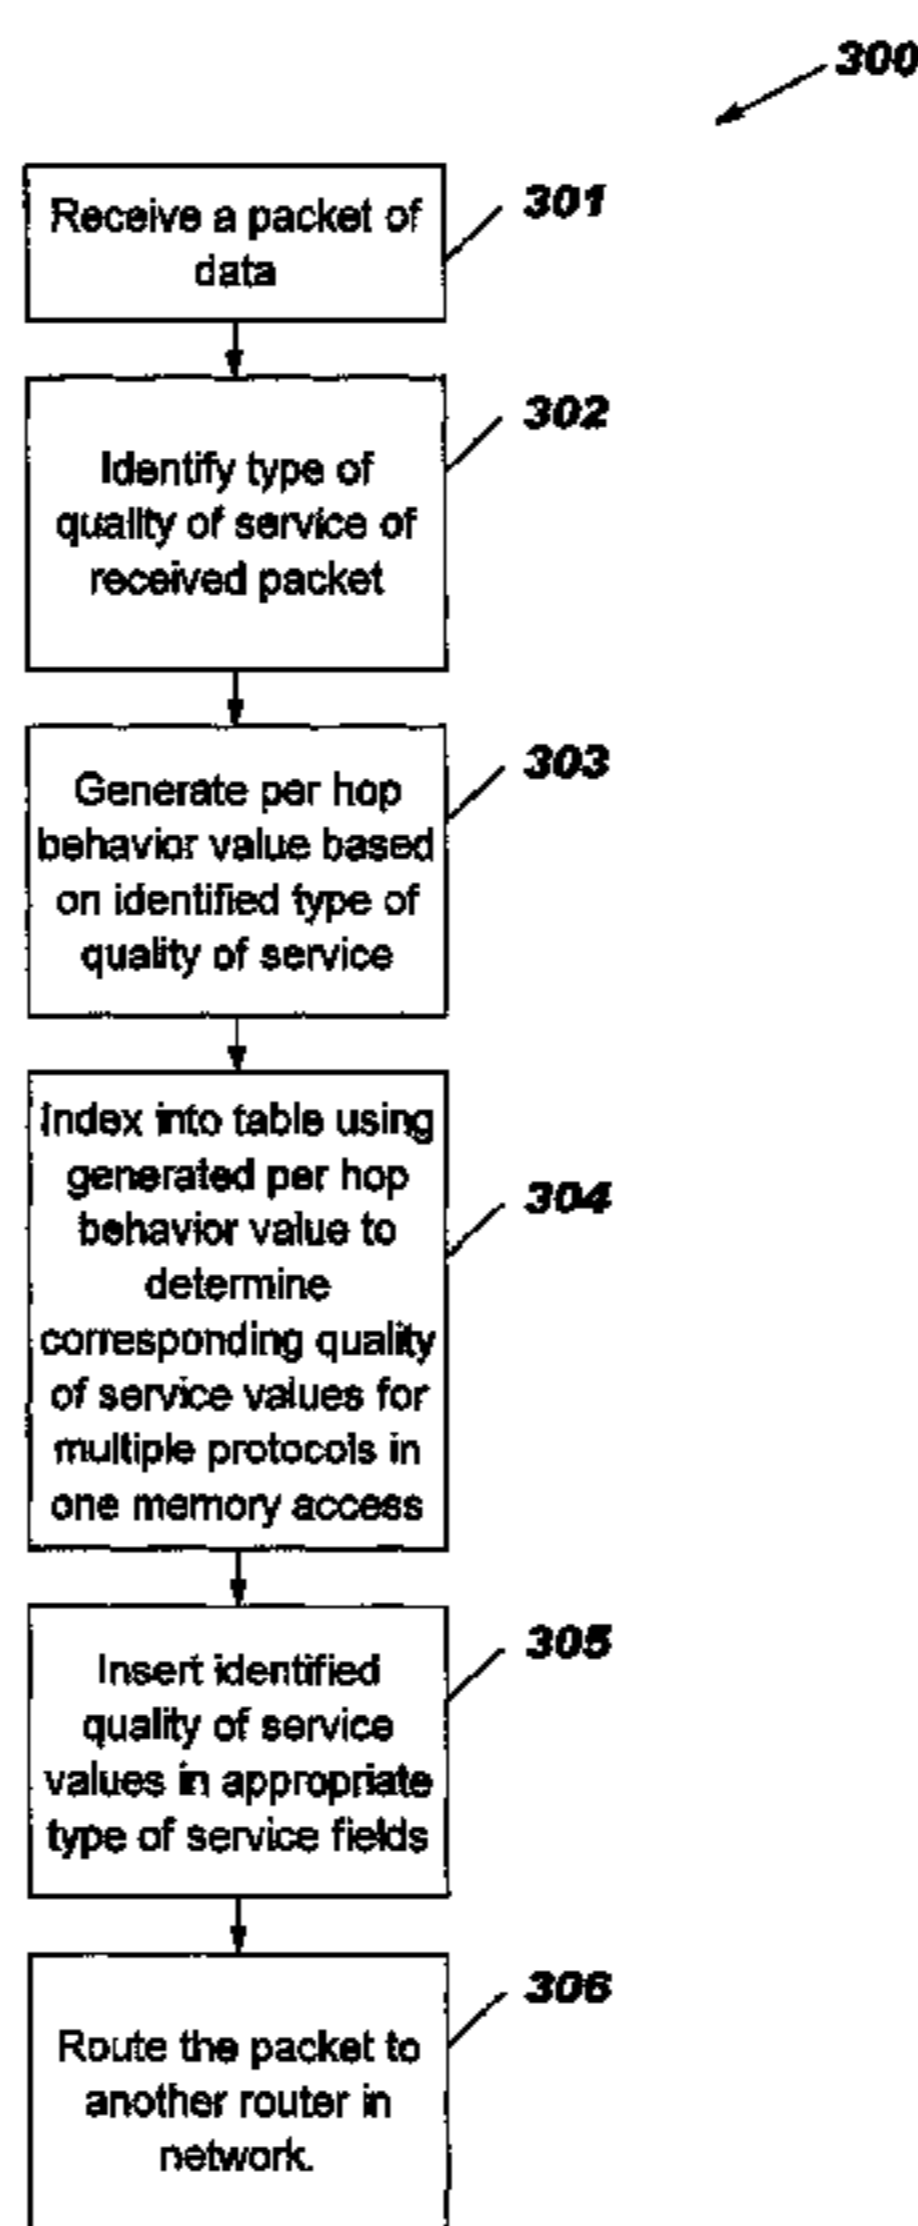 300
301
Receive a packet of
data
302
Identify type of
quality of service of
received packet
303
Generate per hop
behavior value based
on identified type of
quality of service
Index into table using
generated per hop
304
behavior value to
determine
corresponding quality
of service values for
multiple protocols in
one memory access
305
Insert identified
quality of service
values in appropriate
type of service fields
306
Route the packet to
another router in
network.